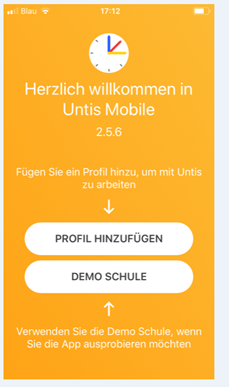 Blau 17:12
Herzlich willkommen in
Untis Mobile
2.5.6
Fügen Sie ein Profil hinzu, um mit Untis
zu arbeiten
PROFIL HINZUFÜGEN
DEMO SCHULE
Verwenden Sie die Demo Schule, wenn
Sie die App ausprobieren möchten